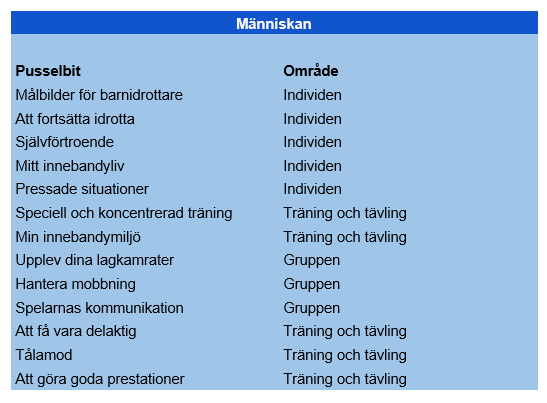 Människan
Pusselbit Område
Målbilder för barnidrottare Individen
Att fortsätta idrotta Individen
Självförtroende Individen
Mitt innebandyliv Individen
Pressade situationer Individen
Speciell och koncentrerad träning Träning och tävling
Min innebandymiljö Träning och tävling
Upplev dina lagkamrater Gruppen
Hantera mobbning Gruppen
Spelarnas kommunikation Gruppen
Att få vara delaktig Träning och tävling
Tålamod Träning och tävling
Att göra goda prestationer Träning och tävling